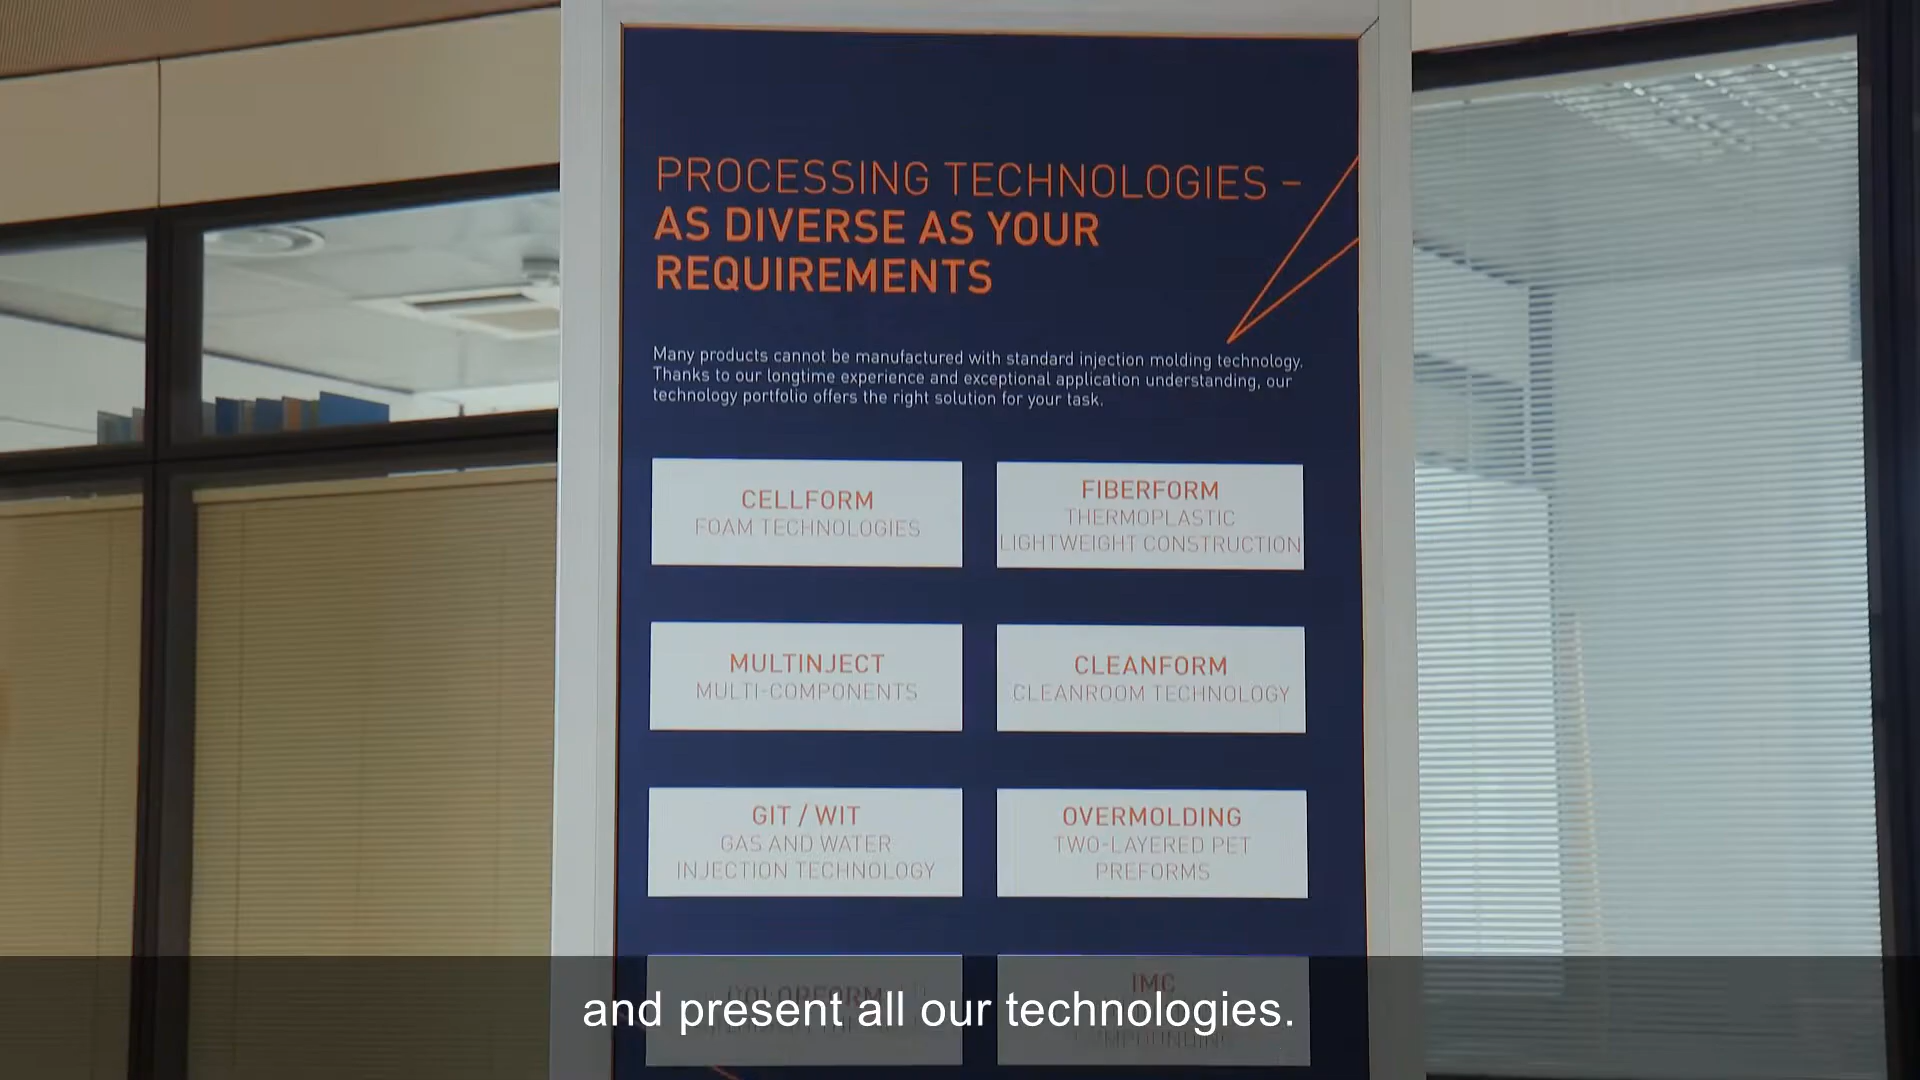 PROCESSING TECHNOLOGIES –
AS DIVERSE AS YOUR
REQUIREMENTS
Many products cannot be manufactured with standard injection molding technology.
Thanks to our longtime experience and exceptional application understanding, our
technology portfolio offers the right solution for your task.
CELLFORM
FOAM TECHNOLOGIES
FIBERFORM
THERMOPLASTIC
LIGHTWEIGHT CONSTRUCTION
MULTINJECT
MULTI-COMPONENTS
CLEANFORM
CLEANROOM TECHNOLOGY
GIT / WIT
GAS AND WATER
INJECTION TECHNOLOGY
OVERMOLDING
TWO-LAYERED PET
PREFORMS
COLORFORM
IMC
COMPOUNDING
and present all our technologies.